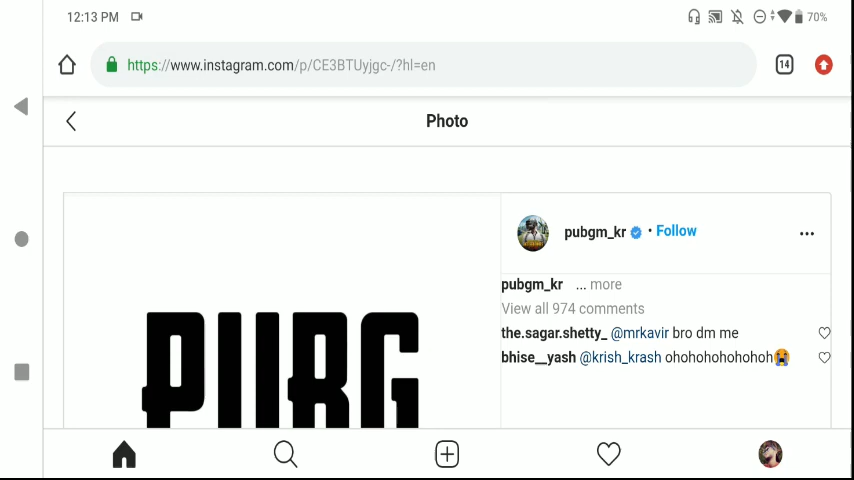 12:13 PM 70%
https://www.instagram.com/p/CE3BTUyjgc-/?hl=en 14
Photo
pubgm_kr • Follow ...
pubgm_kr ... more
View all 974 comments
the.sagar.shetty_ @mrkavir bro dm me
bhise__yash @krish_krash ohohohohohohoh😭
PUBG